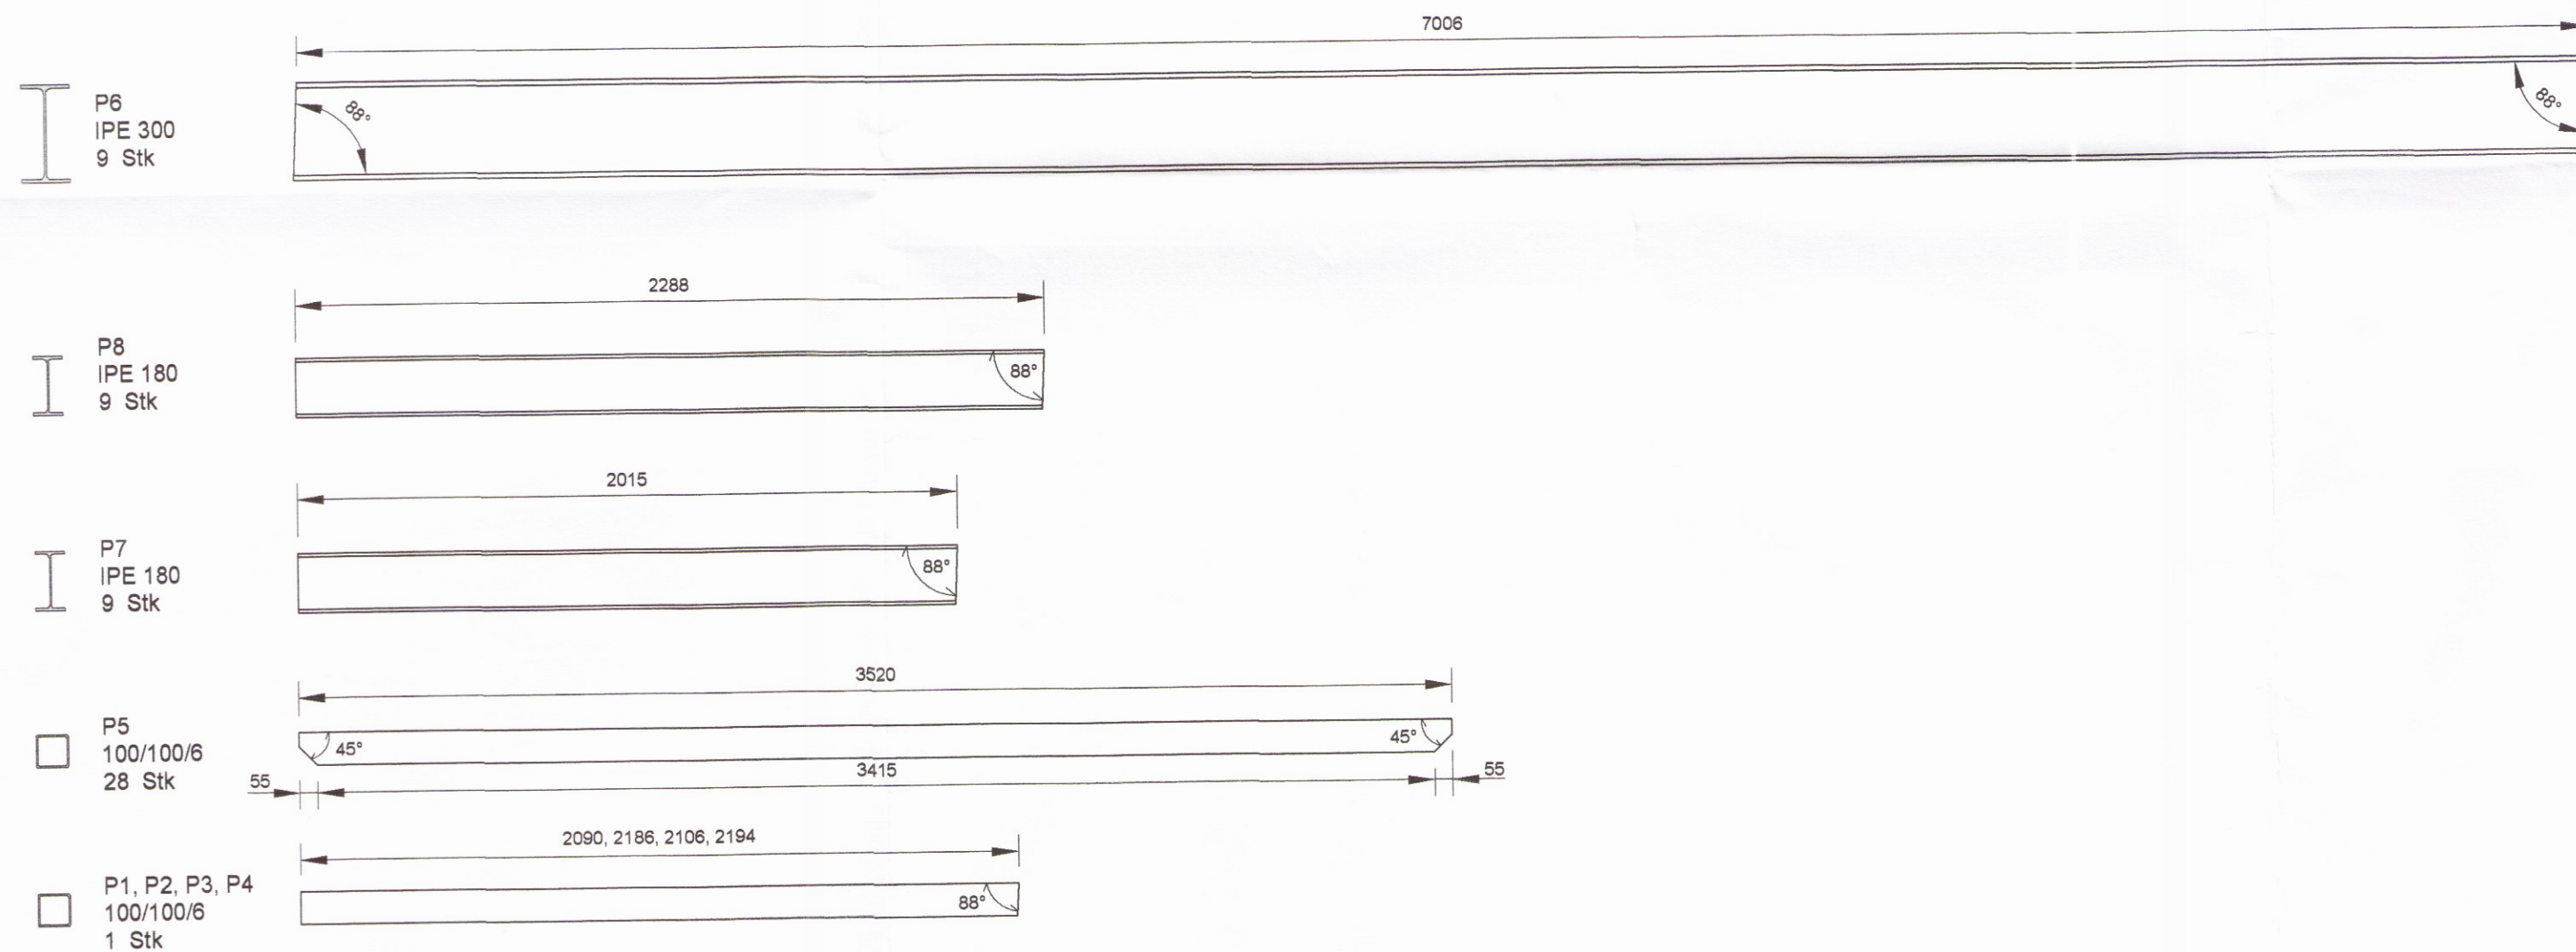 7006
P6
IPE 300
9 Stk
88°
88°
2288
P8
IPE 180
9 Stk
88°
2015
P7
IPE 180
9 Stk
88°
3520
P5
100/100/6
28 Stk
45°
45°
55
3415
55
2090, 2186, 2106, 2194
P1, P2, P3, P4
100/100/6
1 Stk
88°